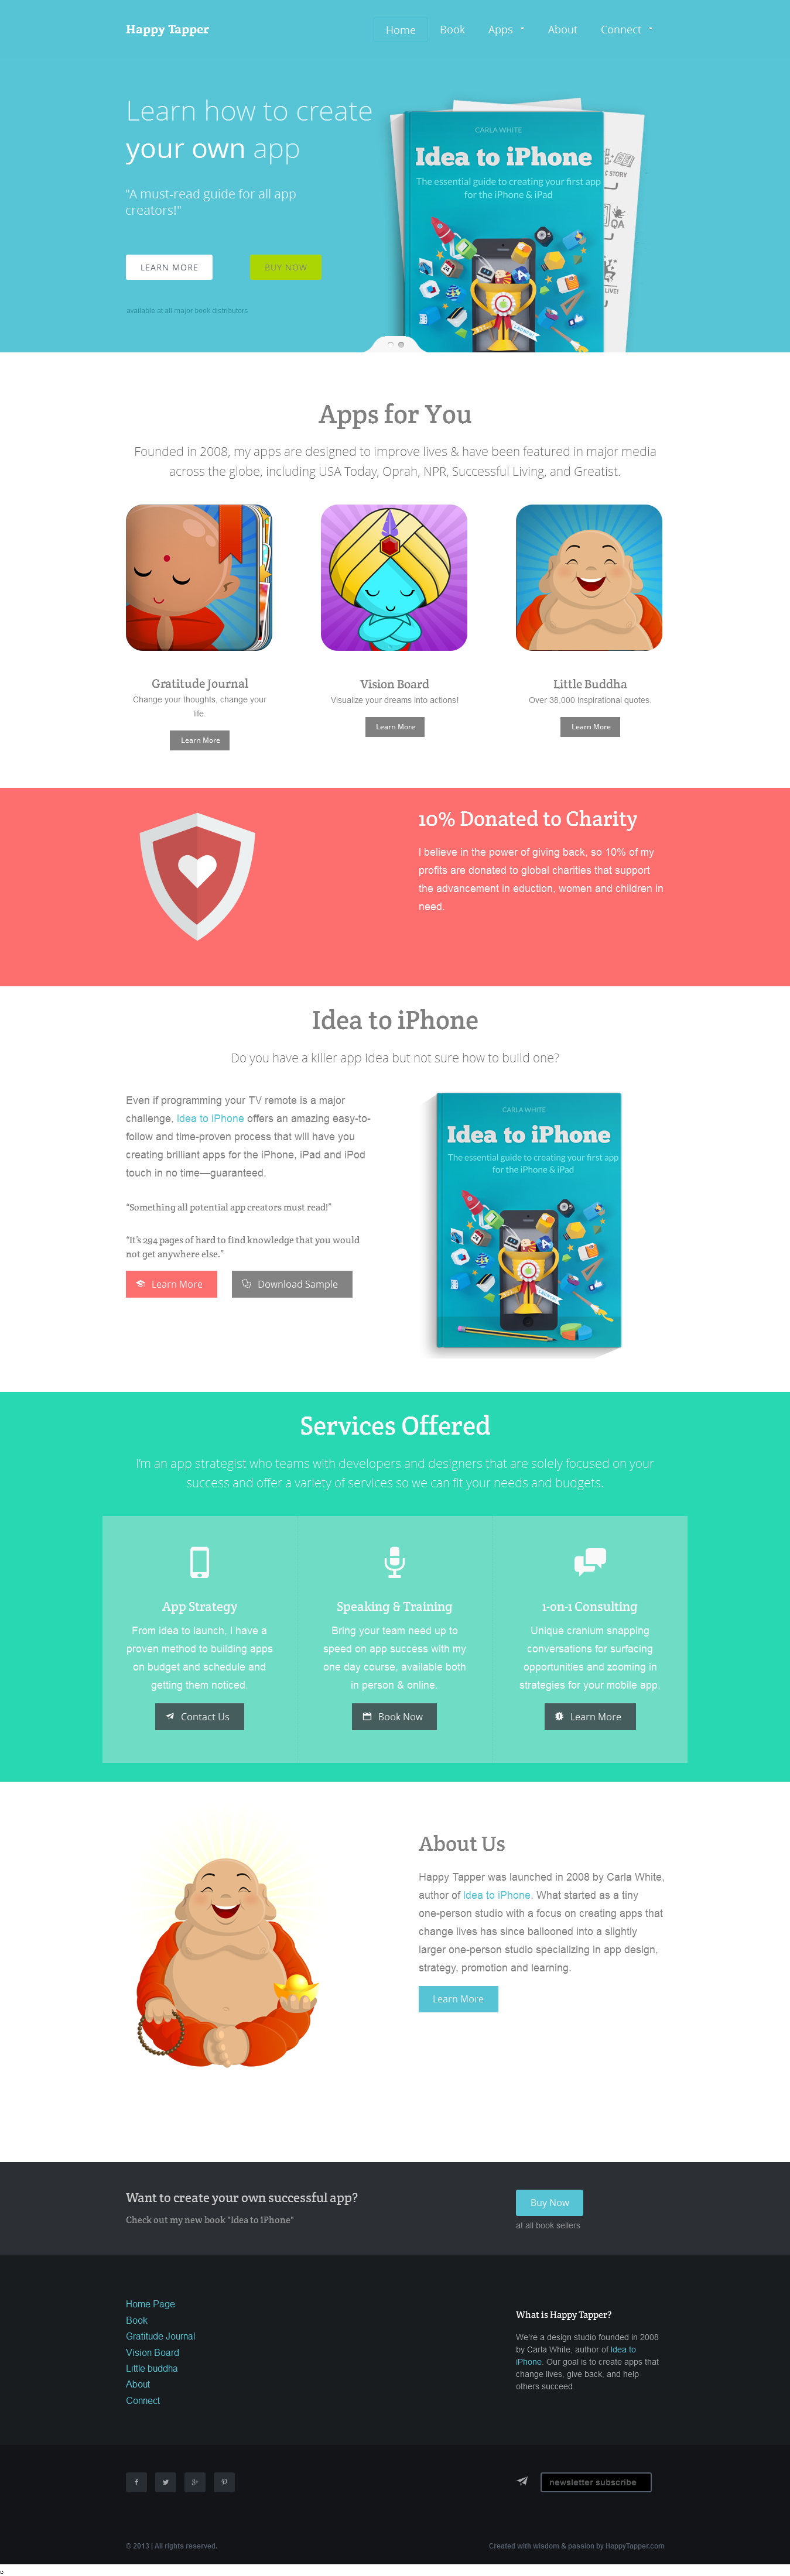 Happy Tapper
Home Book Apps About Connect
Learn how to create
your own app
"A must-read guide for all app
creators!"
LEARN MORE BUY NOW
available at all major book distributors
CARLA WHITE
Idea to iPhone
The essential guide to creating your first app
for the iPhone & iPad
STORY
QA
LIVE!
LAUNCH
Apps for You
Founded in 2008, my apps are designed to improve lives & have been featured in major media
across the globe, including USA Today, Oprah, NPR, Successful Living, and Greatist.
Gratitude Journal
Change your thoughts, change your
life.
Learn More
Vision Board
Visualize your dreams into actions!
Learn More
Little Buddha
Over 38,000 inspirational quotes.
Learn More
10% Donated to Charity
I believe in the power of giving back, so 10% of my
profits are donated to global charities that support
the advancement in eduction, women and children in
need.
Idea to iPhone
Do you have a killer app idea but not sure how to build one?
Even if programming your TV remote is a major
challenge, Idea to iPhone offers an amazing easy-to-
follow and time-proven process that will have you
creating brilliant apps for the iPhone, iPad and iPod
touch in no time—guaranteed.
"Something all potential app creators must read!"
"It's 294 pages of hard to find knowledge that you would
not get anywhere else."
Learn More Download Sample
CARLA WHITE
Idea to iPhone
The essential guide to creating your first app
for the iPhone & iPad
LAUNCH
Services Offered
I'm an app strategist who teams with developers and designers that are solely focused on your
success and offer a variety of services so we can fit your needs and budgets.
App Strategy
From idea to launch, I have a
proven method to building apps
on budget and schedule and
getting them noticed.
Contact Us
Speaking & Training
Bring your team need up to
speed on app success with my
one day course, available both
in person & online.
Book Now
1-on-1 Consulting
Unique cranium snapping
conversations for surfacing
opportunities and zooming in
strategies for your mobile app.
Learn More
About Us
Happy Tapper was launched in 2008 by Carla White,
author of Idea to iPhone. What started as a tiny
one-person studio with a focus on creating apps that
change lives has since ballooned into a slightly
larger one-person studio specializing in app design,
strategy, promotion and learning.
Learn More
Want to create your own successful app?
Check out my new book "Idea to iPhone"
Buy Now
at all book sellers
Home Page
Book
Gratitude Journal
Vision Board
Little buddha
About
Connect
What is Happy Tapper?
We're a design studio founded in 2008
by Carla White, author of Idea to
iPhone. Our goal is to create apps that
change lives, give back, and help
others succeed.
newsletter subscribe
© 2013 | All rights reserved.
Created with wisdom & passion by HappyTapper.com